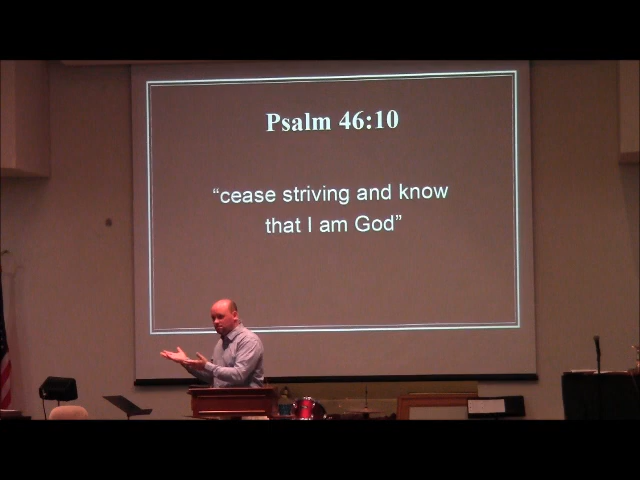 Psalm 46:10
“cease striving and know
that I am God”